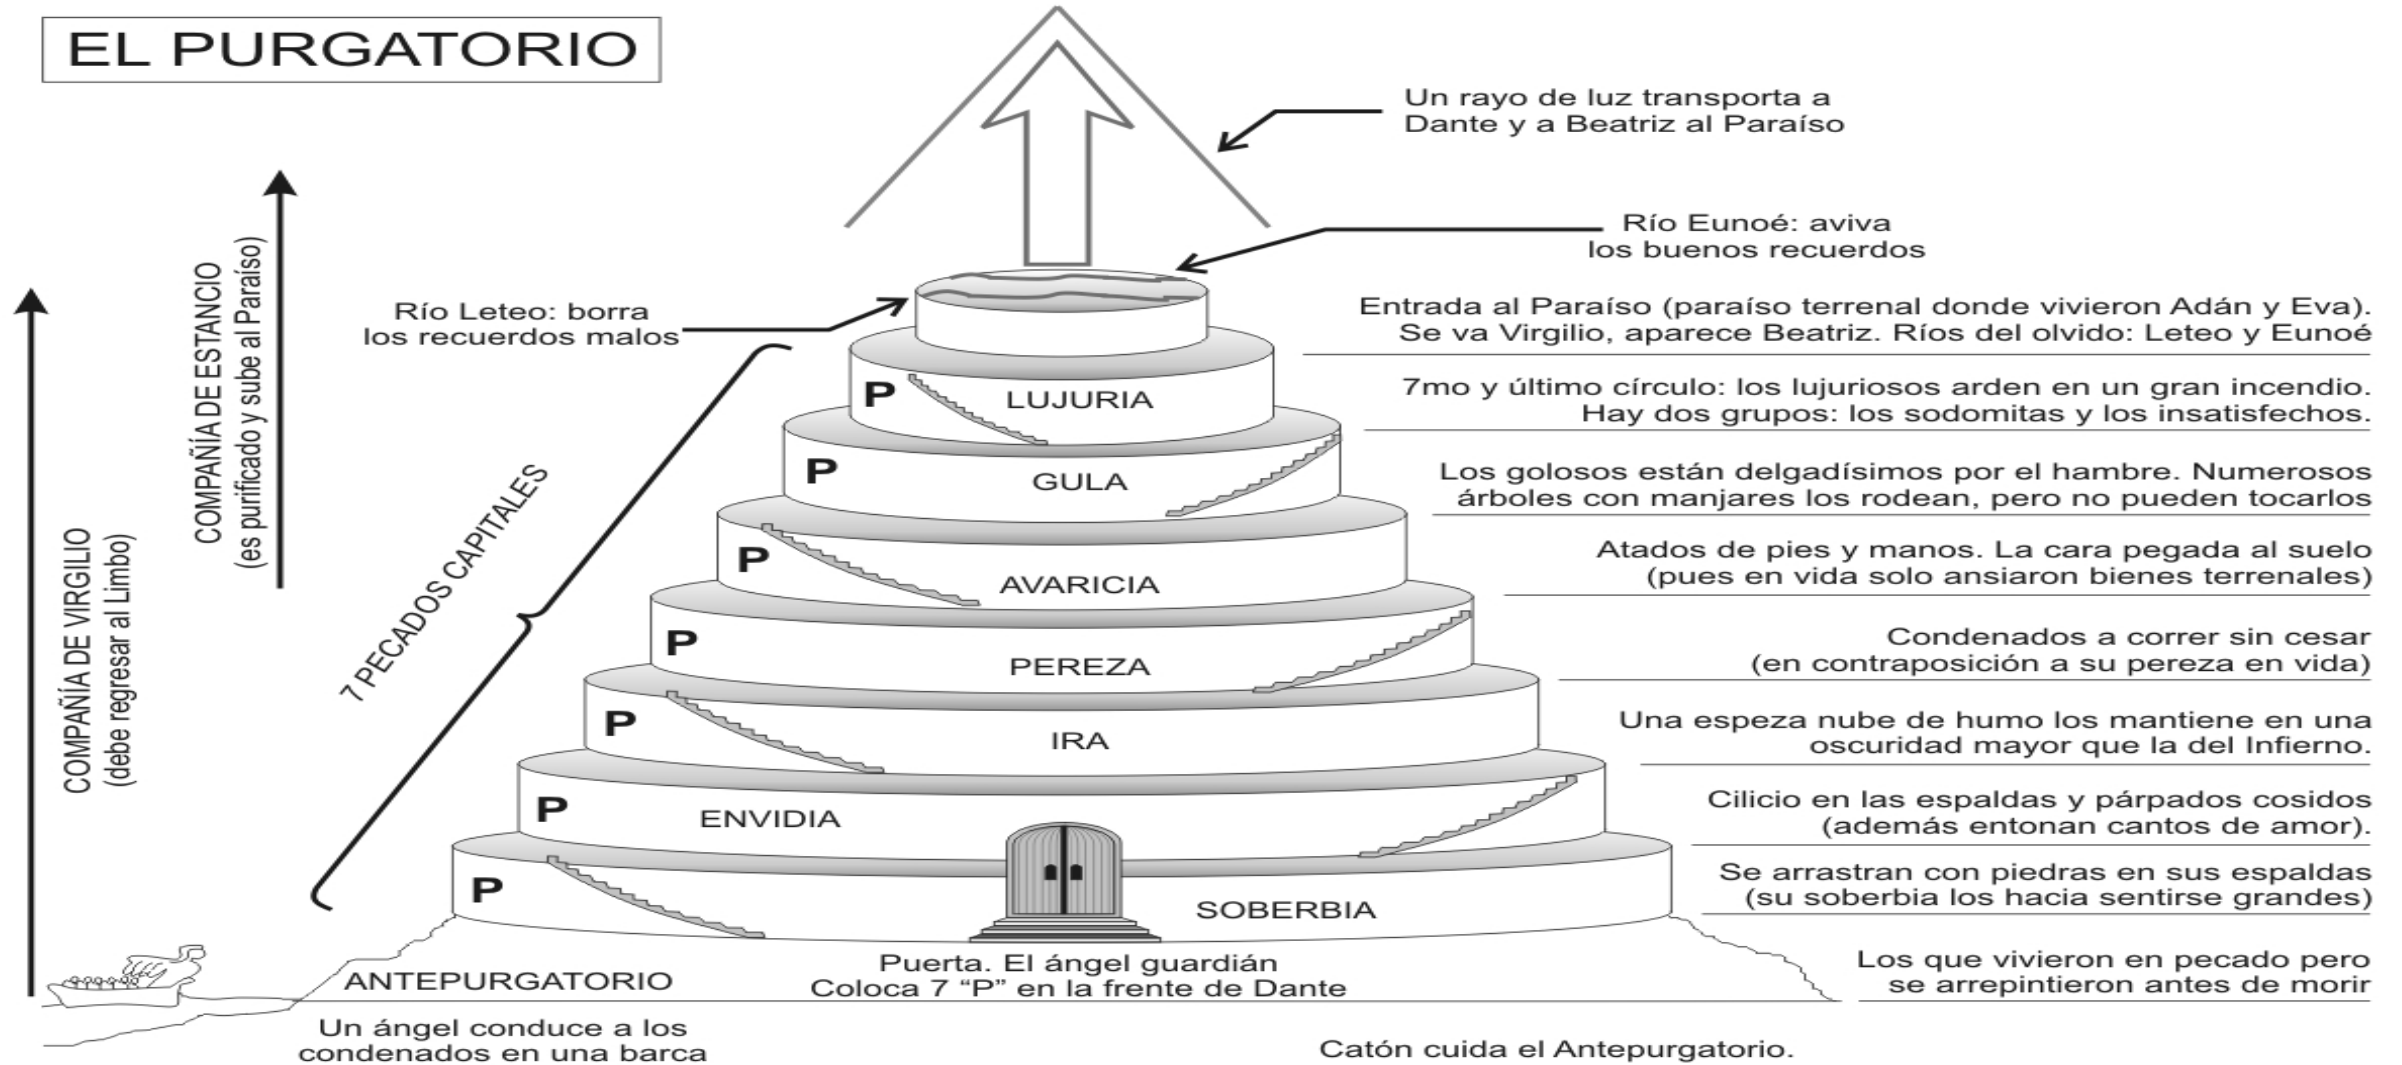 EL PURGATORIO
Un rayo de luz transporta a
Dante y a Beatriz al Paraíso
Río Eunoé: aviva
los buenos recuerdos
Río Leteo: borra
los recuerdos malos
Entrada al Paraíso (paraíso terrenal donde vivieron Adán y Eva).
Se va Virgilio, aparece Beatriz. Ríos del olvido: Leteo y Eunoé
COMPAÑÍA DE VIRGILIO
(debe regresar al Limbo)
COMPAÑÍA DE ESTANCIO
(es purificado y sube al Paraíso)
7 PECADOS CAPITALES
P
LUJURIA
7mo y último círculo: los lujuriosos arden en un gran incendio.
Hay dos grupos: los sodomitas y los insatisfechos.
P
GULA
Los golosos están delgadísimos por el hambre. Numerosos
árboles con manjares los rodean, pero no pueden tocarlos
P
AVARICIA
Atados de pies y manos. La cara pegada al suelo
(pues en vida solo ansiaron bienes terrenales)
P
PEREZA
Condenados a correr sin cesar
(en contraposición a su pereza en vida)
P
IRA
Una espeza nube de humo los mantiene en una
oscuridad mayor que la del Infierno.
P
ENVIDIA
Cilicio en las espaldas y párpados cosidos
(además entonan cantos de amor).
P
SOBERBIA
Se arrastran con piedras en sus espaldas
(su soberbia los hacia sentirse grandes)
ANTEPURGATORIO
Puerta. El ángel guardián
Coloca 7 “P” en la frente de Dante
Los que vivieron en pecado pero
se arrepintieron antes de morir
Un ángel conduce a los
condenados en una barca
Catón cuida el Antepurgatorio.